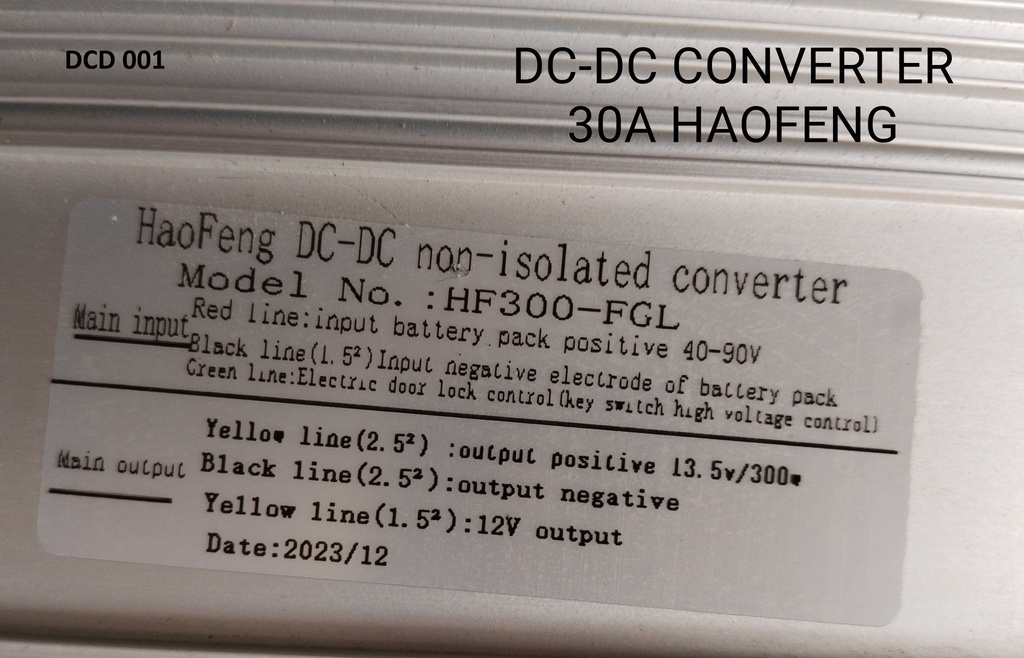 DCD 001
DC-DC CONVERTER
30A HAOFENG
HaoFeng DC-DC non-isolated converter
Model No. :HF300-FGL
Main input
Red line:input battery pack positive 40-90V
Black line(1.5²)Input negative electrode of battery pack
Green line:Electric door lock control(key switch high voltage control)
Main output
Yellow line(2.5²) :output positive 13.5v/300w
Black line(2.5²):output negative
Yellow line(1.5²):12V output
Date:2023/12